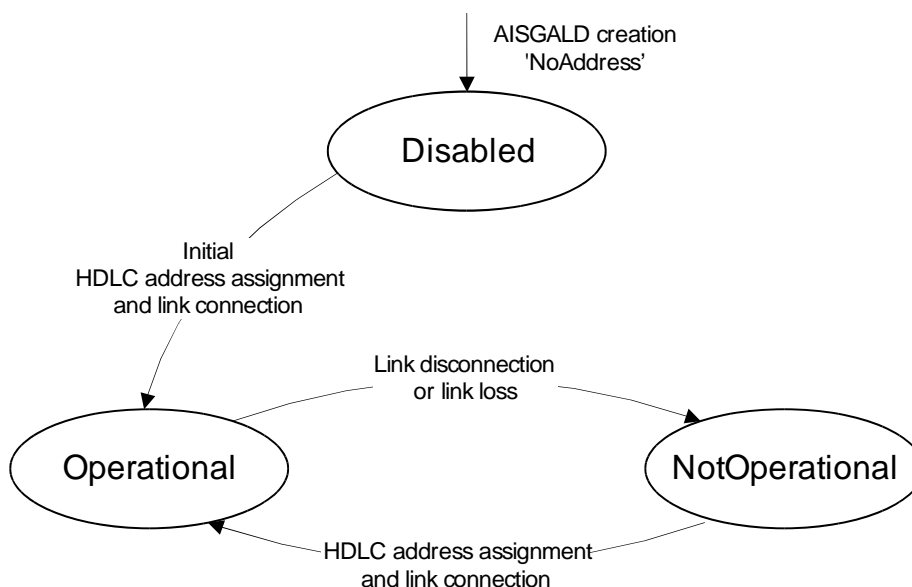 AISGALD creation
'NoAddress’
Disabled
Initial
HDLC address assignment
and link connection
Link disconnection
or link loss
Operational
NotOperational
HDLC address assignment
and link connection